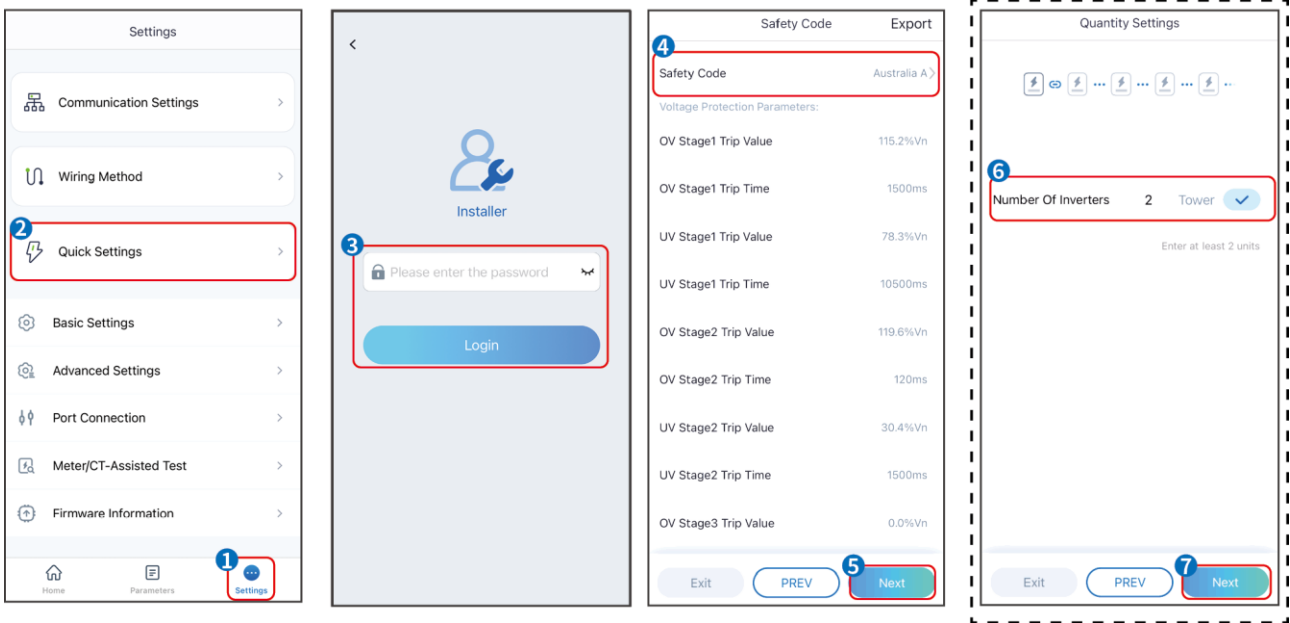 Settings
Communication Settings
Wiring Method
2
Quick Settings
Basic Settings
Advanced Settings
Port Connection
Meter/CT-Assisted Test
Firmware Information
1
Home Parameters Settings
Installer
3
Please enter the password
Login
Safety Code Export
4
Safety Code Australia A
Voltage Protection Parameters:
OV Stage1 Trip Value 115.2%Vn
OV Stage1 Trip Time 1500ms
UV Stage1 Trip Value 78.3%Vn
UV Stage1 Trip Time 10500ms
OV Stage2 Trip Value 119.6%Vn
OV Stage2 Trip Time 120ms
UV Stage2 Trip Value 30.4%Vn
UV Stage2 Trip Time 1500ms
OV Stage3 Trip Value 0.0%Vn
5
Exit PREV Next
Quantity Settings
6
Number Of Inverters 2 Tower
Enter at least 2 units
7
Exit PREV Next